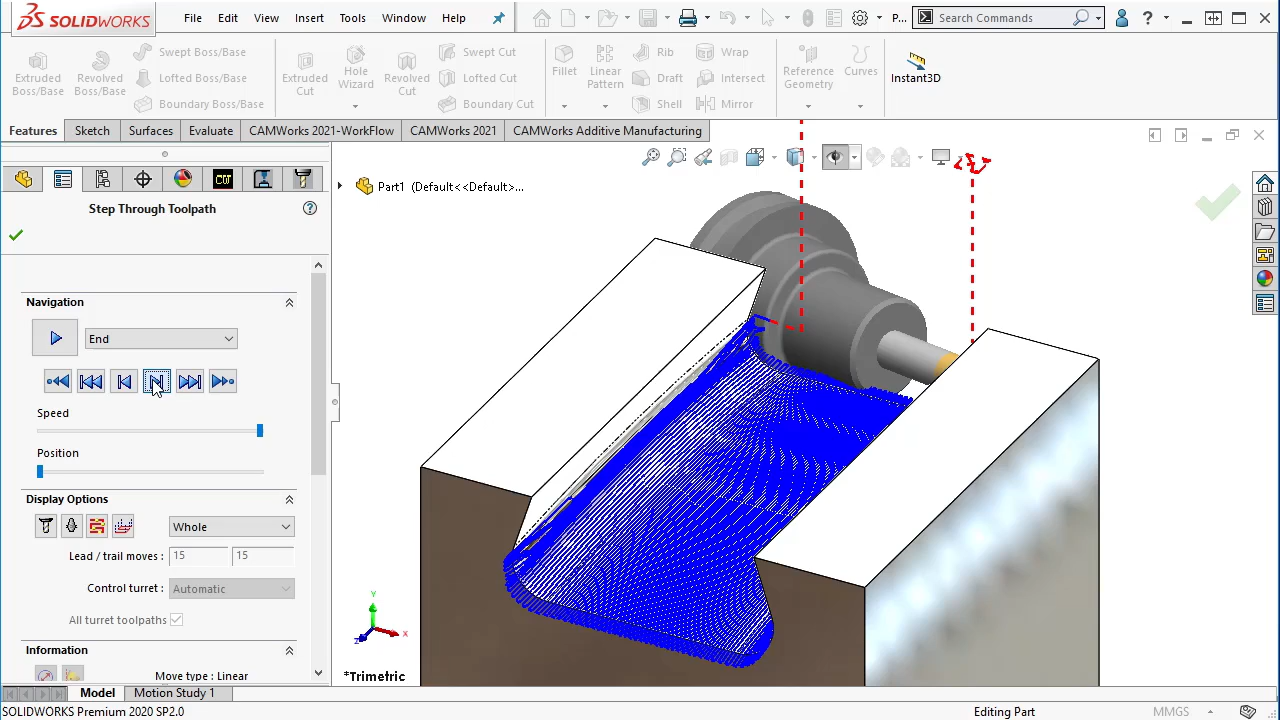 SOLIDWORKS
File Edit View Insert Tools Window Help
P...
Search Commands
Extruded Boss/Base
Revolved Boss/Base
Swept Boss/Base
Lofted Boss/Base
Boundary Boss/Base
Extruded Cut
Hole Wizard
Revolved Cut
Swept Cut
Lofted Cut
Boundary Cut
Fillet
Linear Pattern
Rib
Draft
Shell
Wrap
Intersect
Mirror
Reference Geometry
Curves
Instant3D
Features Sketch Surfaces Evaluate CAMWorks 2021-WorkFlow CAMWorks 2021 CAMWorks Additive Manufacturing
Part1 (Default<<Default>...
Step Through Toolpath
Navigation
End
Speed
Position
Display Options
Whole
Lead / trail moves : 15 15
Control turret : Automatic
All turret toolpaths
Information
Move type : Linear
Y
X
Z
*Trimetric
Model Motion Study 1
SOLIDWORKS Premium 2020 SP2.0
Editing Part
MMGS